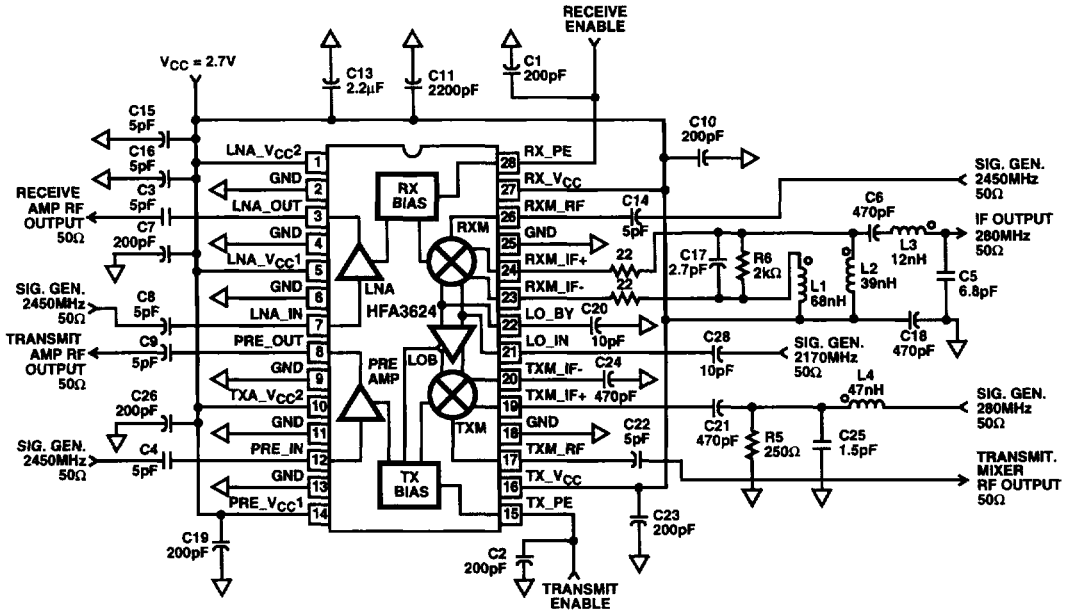 RECEIVE
ENABLE
VCC = 2.7V
C13
2.2µF
C11
2200pF
C1
200pF
C15
5pF
C16
5pF
C3
5pF
C7
200pF
RECEIVE
AMP RF
OUTPUT
50Ω
SIG. GEN.
2450MHz
50Ω
C8
5pF
TRANSMIT
AMP RF
OUTPUT
50Ω
C9
5pF
C26
200pF
SIG. GEN.
2450MHz
50Ω
C4
5pF
C19
200pF
LNA_VCC2
GND
LNA_OUT
GND
LNA_VCC1
GND
LNA_IN
PRE_OUT
GND
TXA_VCC2
GND
PRE_IN
GND
PRE_VCC1
1
2
3
4
5
6
7
8
9
10
11
12
13
14
RX
BIAS
RXM
LNA
HFA3624
LOB
PRE
AMP
TXM
TX
BIAS
28
27
26
25
24
23
22
21
20
19
18
17
16
15
RX_PE
RX_VCC
RXM_RF
GND
RXM_IF+
RXM_IF-
LO_BY
LO_IN
TXM_IF-
TXM_IF+
GND
TXM_RF
TX_VCC
TX_PE
C10
200pF
C14
5pF
22
22
C17
2.7pF
R6
2kΩ
L1
68nH
L2
39nH
C6
470pF
L3
12nH
C5
6.8pF
C18
470pF
SIG. GEN.
2450MHz
50Ω
IF OUTPUT
280MHz
50Ω
C20
10pF
C28
10pF
SIG. GEN.
2170MHz
50Ω
C24
470pF
C21
470pF
R5
250Ω
C25
1.5pF
L4
47nH
SIG. GEN.
280MHz
50Ω
C22
5pF
TRANSMIT.
MIXER
RF OUTPUT
50Ω
C23
200pF
C2
200pF
TRANSMIT
ENABLE